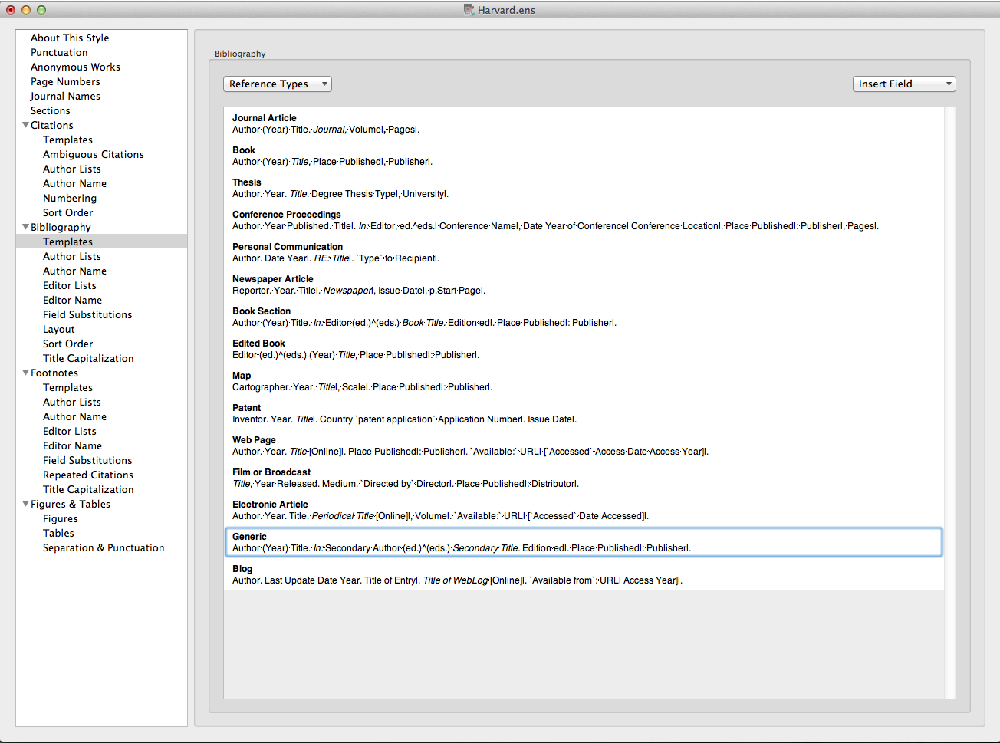 Harvard.ens
About This Style
Punctuation
Anonymous Works
Page Numbers
Journal Names
Sections
Citations
Templates
Ambiguous Citations
Author Lists
Author Name
Numbering
Sort Order
Bibliography
Templates
Author Lists
Author Name
Editor Lists
Editor Name
Field Substitutions
Layout
Sort Order
Title Capitalization
Footnotes
Templates
Author Lists
Author Name
Editor Lists
Editor Name
Field Substitutions
Repeated Citations
Title Capitalization
Figures & Tables
Figures
Tables
Separation & Punctuation
Bibliography
Reference Types
Insert Field
Journal Article
Author·(Year)·Title.·Journal,·Volume|,·Pages|.
Book
Author·(Year)·Title,·Place·Published|,·Publisher|.
Thesis
Author.·Year.·Title.·Degree·Thesis·Type|,·University|.
Conference Proceedings
Author.·Year·Published.·Title|.·In:·Editor,·ed.^eds.|·Conference·Name|,·Date·Year·of·Conference|·Conference·Location|.·Place·Published|:·Publisher|,·Pages|.
Personal Communication
Author.·Date·Year|.·RE:·Title|.·`Type`·to·Recipient|.
Newspaper Article
Reporter.·Year.·Title|.·Newspaper|,·Issue·Date|,·p.Start·Page|.
Book Section
Author·(Year)·Title.·In:·Editor·(ed.)^(eds.)·Book·Title.·Edition·ed|.·Place·Published|:·Publisher|.
Edited Book
Editor·(ed.)^(eds.)·(Year)·Title,·Place·Published|:·Publisher|.
Map
Cartographer.·Year.·Title|,·Scale|.·Place·Published|:·Publisher|.
Patent
Inventor.·Year.·Title|.·Country·`patent·application`·Application·Number|.·Issue·Date|.
Web Page
Author.·Year.·Title·[Online]|.·Place·Published|:·Publisher|.·`Available:`·URL|·[`Accessed`·Access·Date·Access·Year]|.
Film or Broadcast
Title,·Year·Released.·Medium.·`Directed·by`·Director|.·Place·Published|:·Distributor|.
Electronic Article
Author.·Year.·Title.·Periodical·Title·[Online]|,·Volume|.·`Available:`·URL|·[`Accessed`·Date·Accessed]|.
Generic
Author·(Year)·Title.·In:·Secondary·Author·(ed.)^(eds.)·Secondary·Title.·Edition·ed|.·Place·Published|:·Publisher|.
Blog
Author.·Last·Update·Date·Year.·Title·of·Entry|.·Title·of·WebLog·[Online]|.·`Available·from`:·URL|·Access·Year]|.